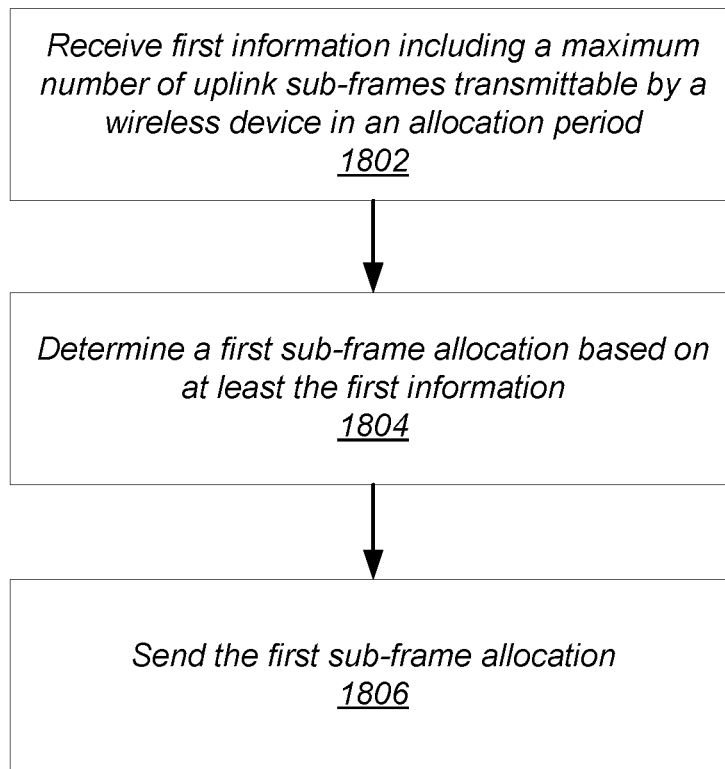 Receive first information including a maximum
number of uplink sub-frames transmittable by a
wireless device in an allocation period
1802
Determine a first sub-frame allocation based on
at least the first information
1804
Send the first sub-frame allocation
1806